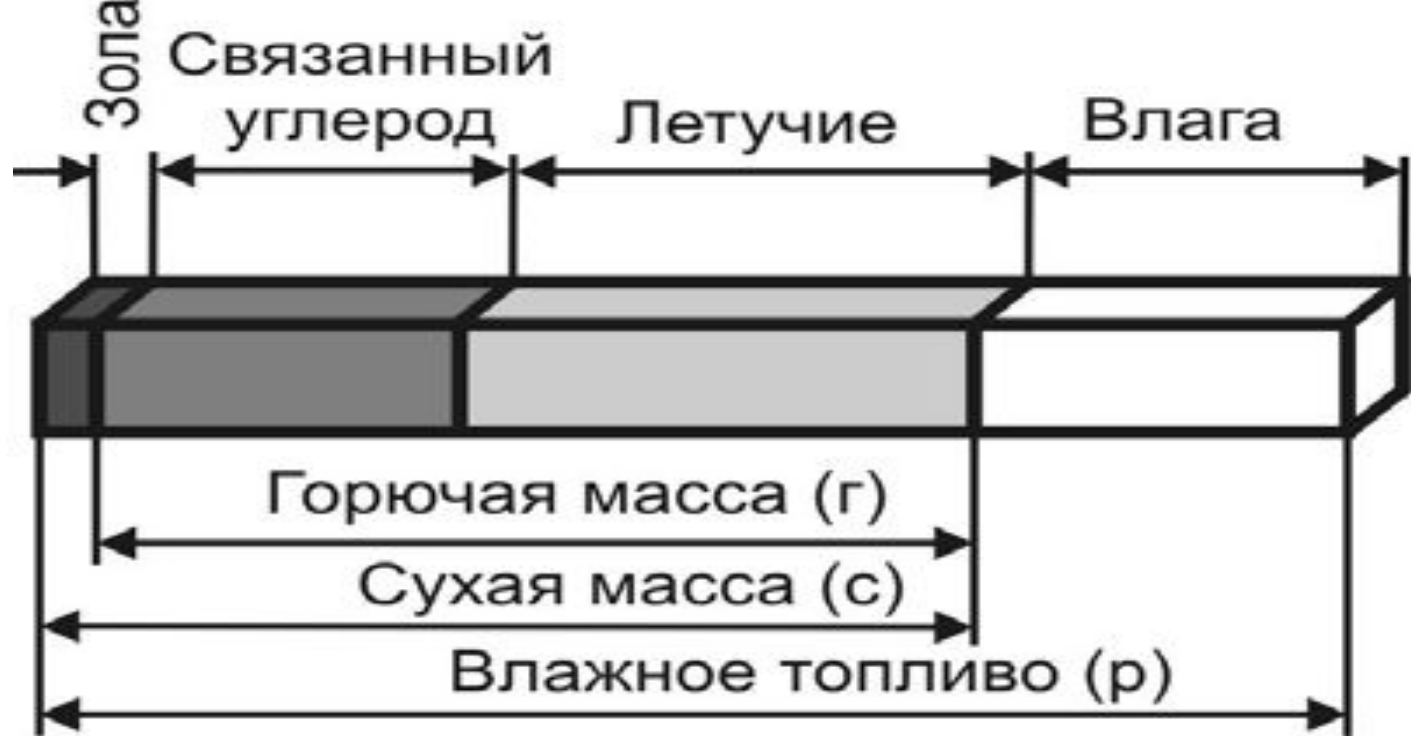 Зола
Связанный
углерод
Летучие
Влага
Горючая масса (г)
Сухая масса (с)
Влажное топливо (р)